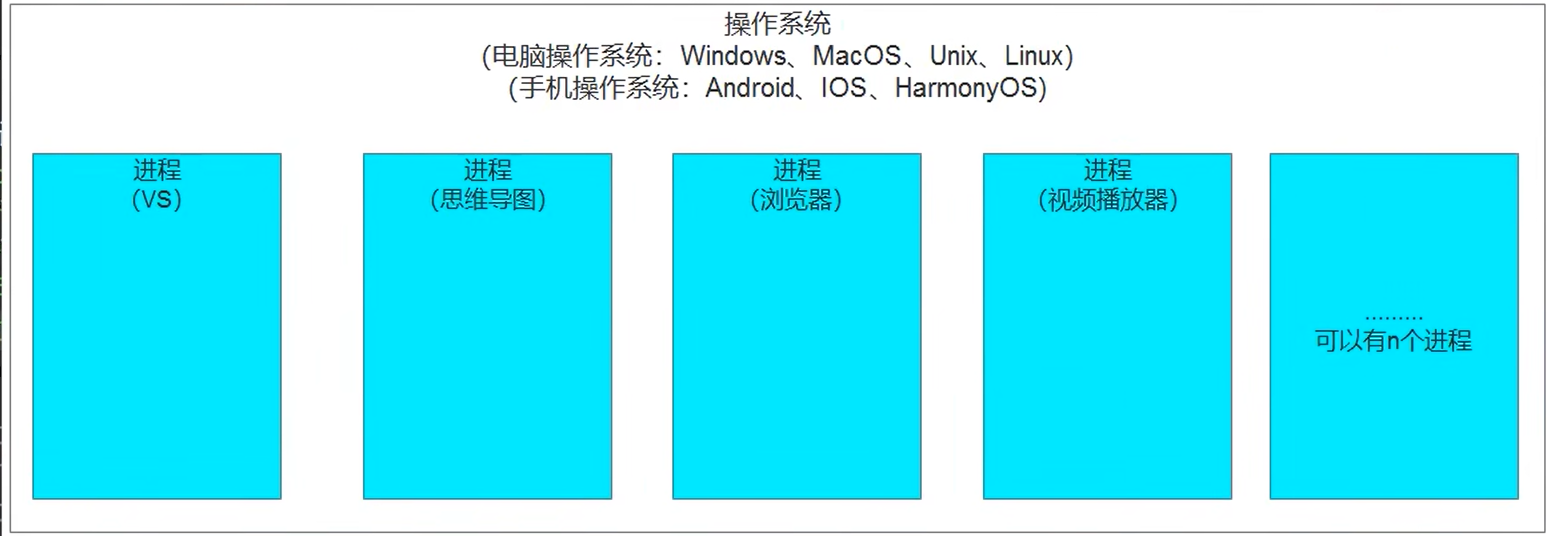 操作系统
(电脑操作系统：Windows、MacOS、Unix、Linux)
(手机操作系统：Android、IOS、HarmonyOS)
进程
（VS）
进程
（思维导图）
进程
（浏览器）
进程
（视频播放器）
.........
可以有n个进程